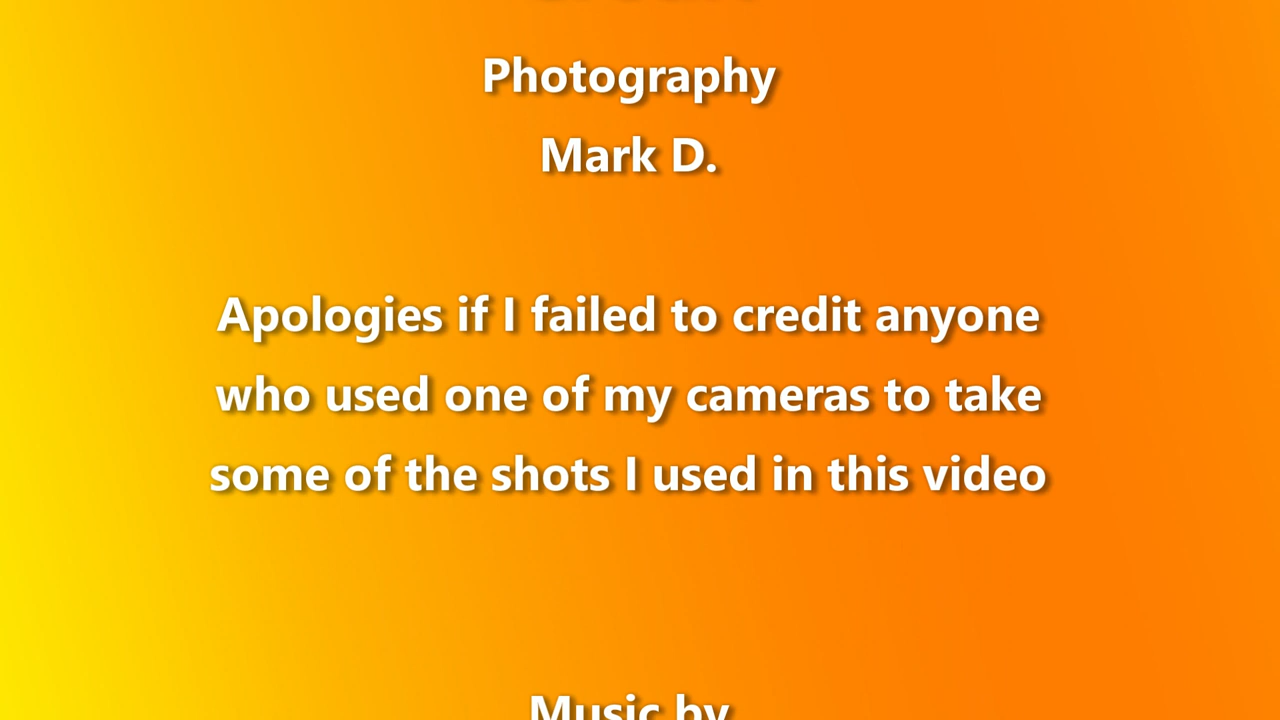 Photography
Mark D.
Apologies if I failed to credit anyone
who used one of my cameras to take
some of the shots I used in this video
Music by